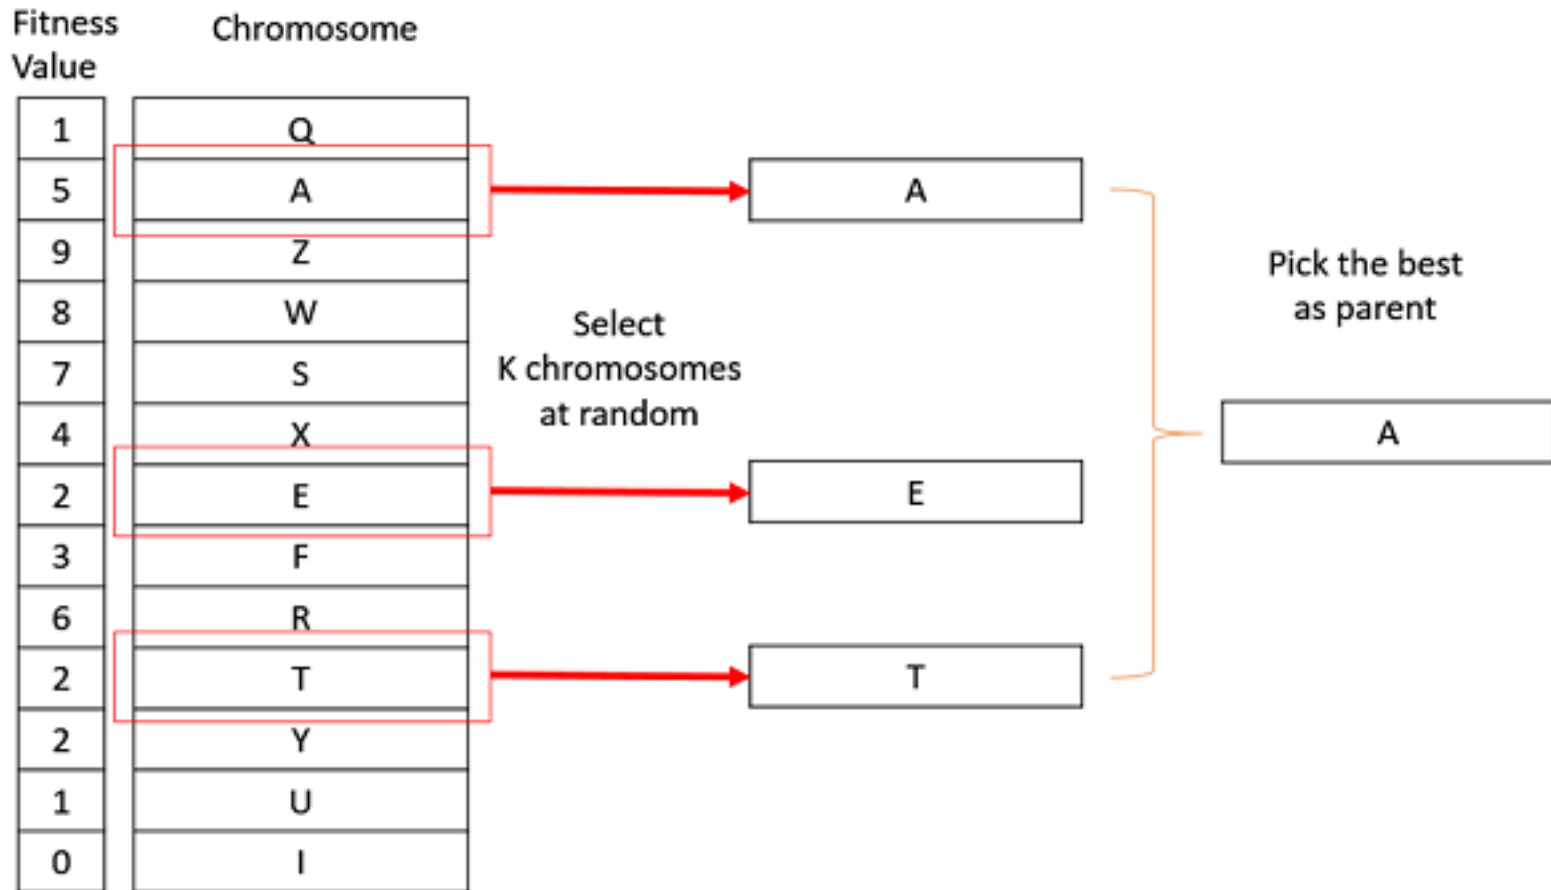 Fitness
Value
Chromosome
1 Q
5 A
9 Z
8 W
7 S
4 X
2 E
3 F
6 R
2 T
2 Y
1 U
0 I
Select
K chromosomes
at random
A
E
T
Pick the best
as parent
A